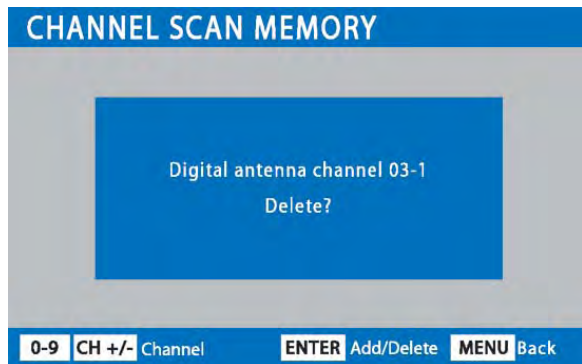 CHANNEL SCAN MEMORY
Digital antenna channel 03-1
Delete?
0-9 CH +/- Channel ENTER Add/Delete MENU Back